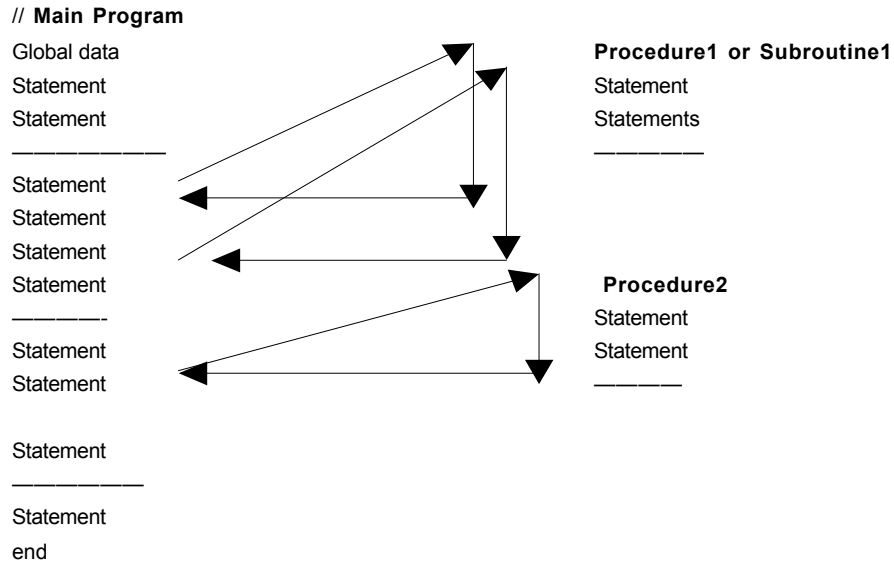 // Main Program
Global data
Statement
Statement
———————
Statement
Statement
Statement
Statement
————-
Statement
Statement
Statement
——————
Statement
end
Procedure1 or Subroutine1
Statement
Statements
—————
Procedure2
Statement
Statement
————